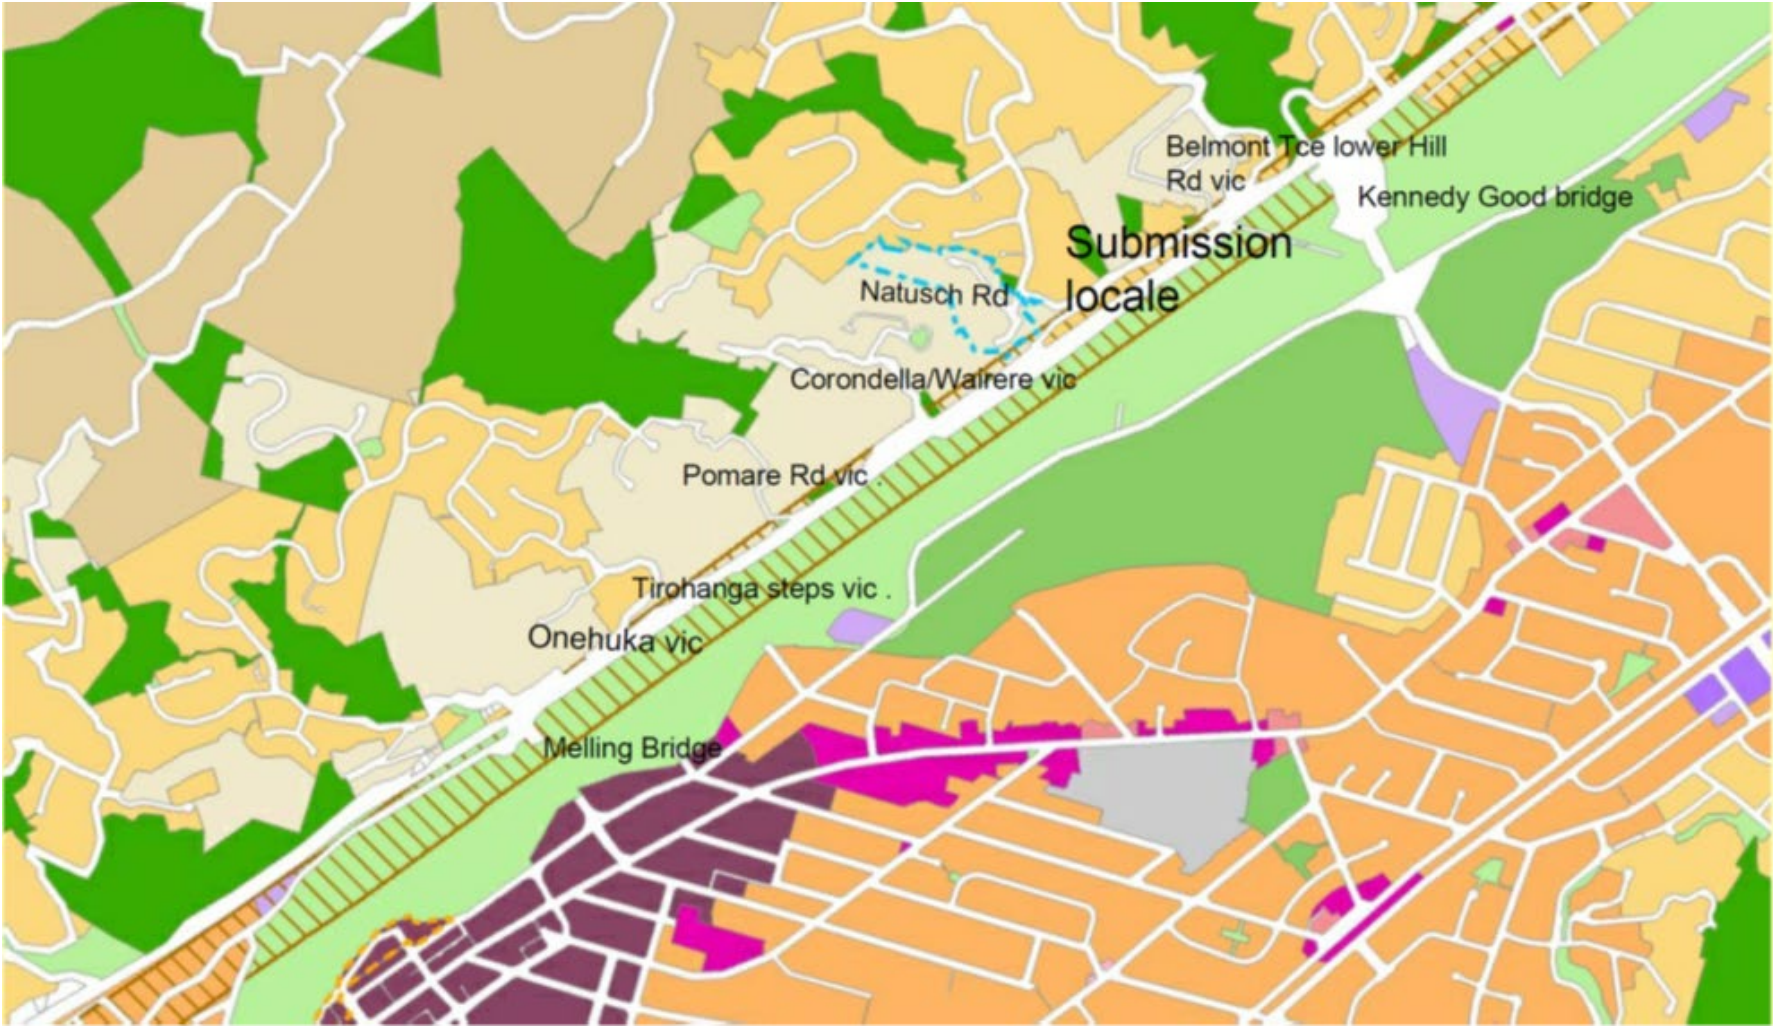 Belmont Tce lower Hill
Rd vic
Kennedy Good bridge
Submission
locale
Natusch Rd
Corondella/Wairere vic
Pomare Rd vic .
Tirohanga steps vic .
Onehuka vic
Melling Bridge